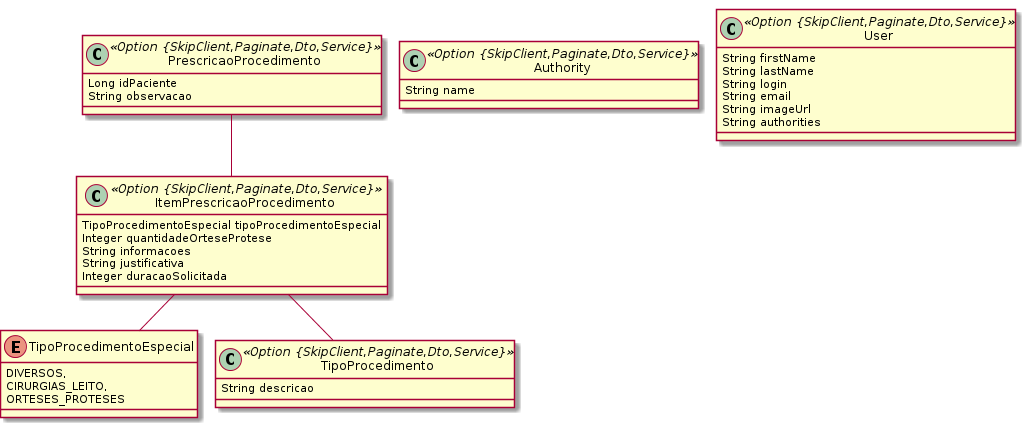 C «Option {SkipClient,Paginate,Dto,Service}»
PrescricaoProcedimento
Long idPaciente
String observacao
C «Option {SkipClient,Paginate,Dto,Service}»
Authority
String name
C «Option {SkipClient,Paginate,Dto,Service}»
User
String firstName
String lastName
String login
String email
String imageUrl
String authorities
C «Option {SkipClient,Paginate,Dto,Service}»
ItemPrescricaoProcedimento
TipoProcedimentoEspecial tipoProcedimentoEspecial
Integer quantidadeOrteseProtese
String informacoes
String justificativa
Integer duracaoSolicitada
E TipoProcedimentoEspecial
DIVERSOS,
CIRURGIAS_LEITO,
ORTESES_PROTESES
C «Option {SkipClient,Paginate,Dto,Service}»
TipoProcedimento
String descricao